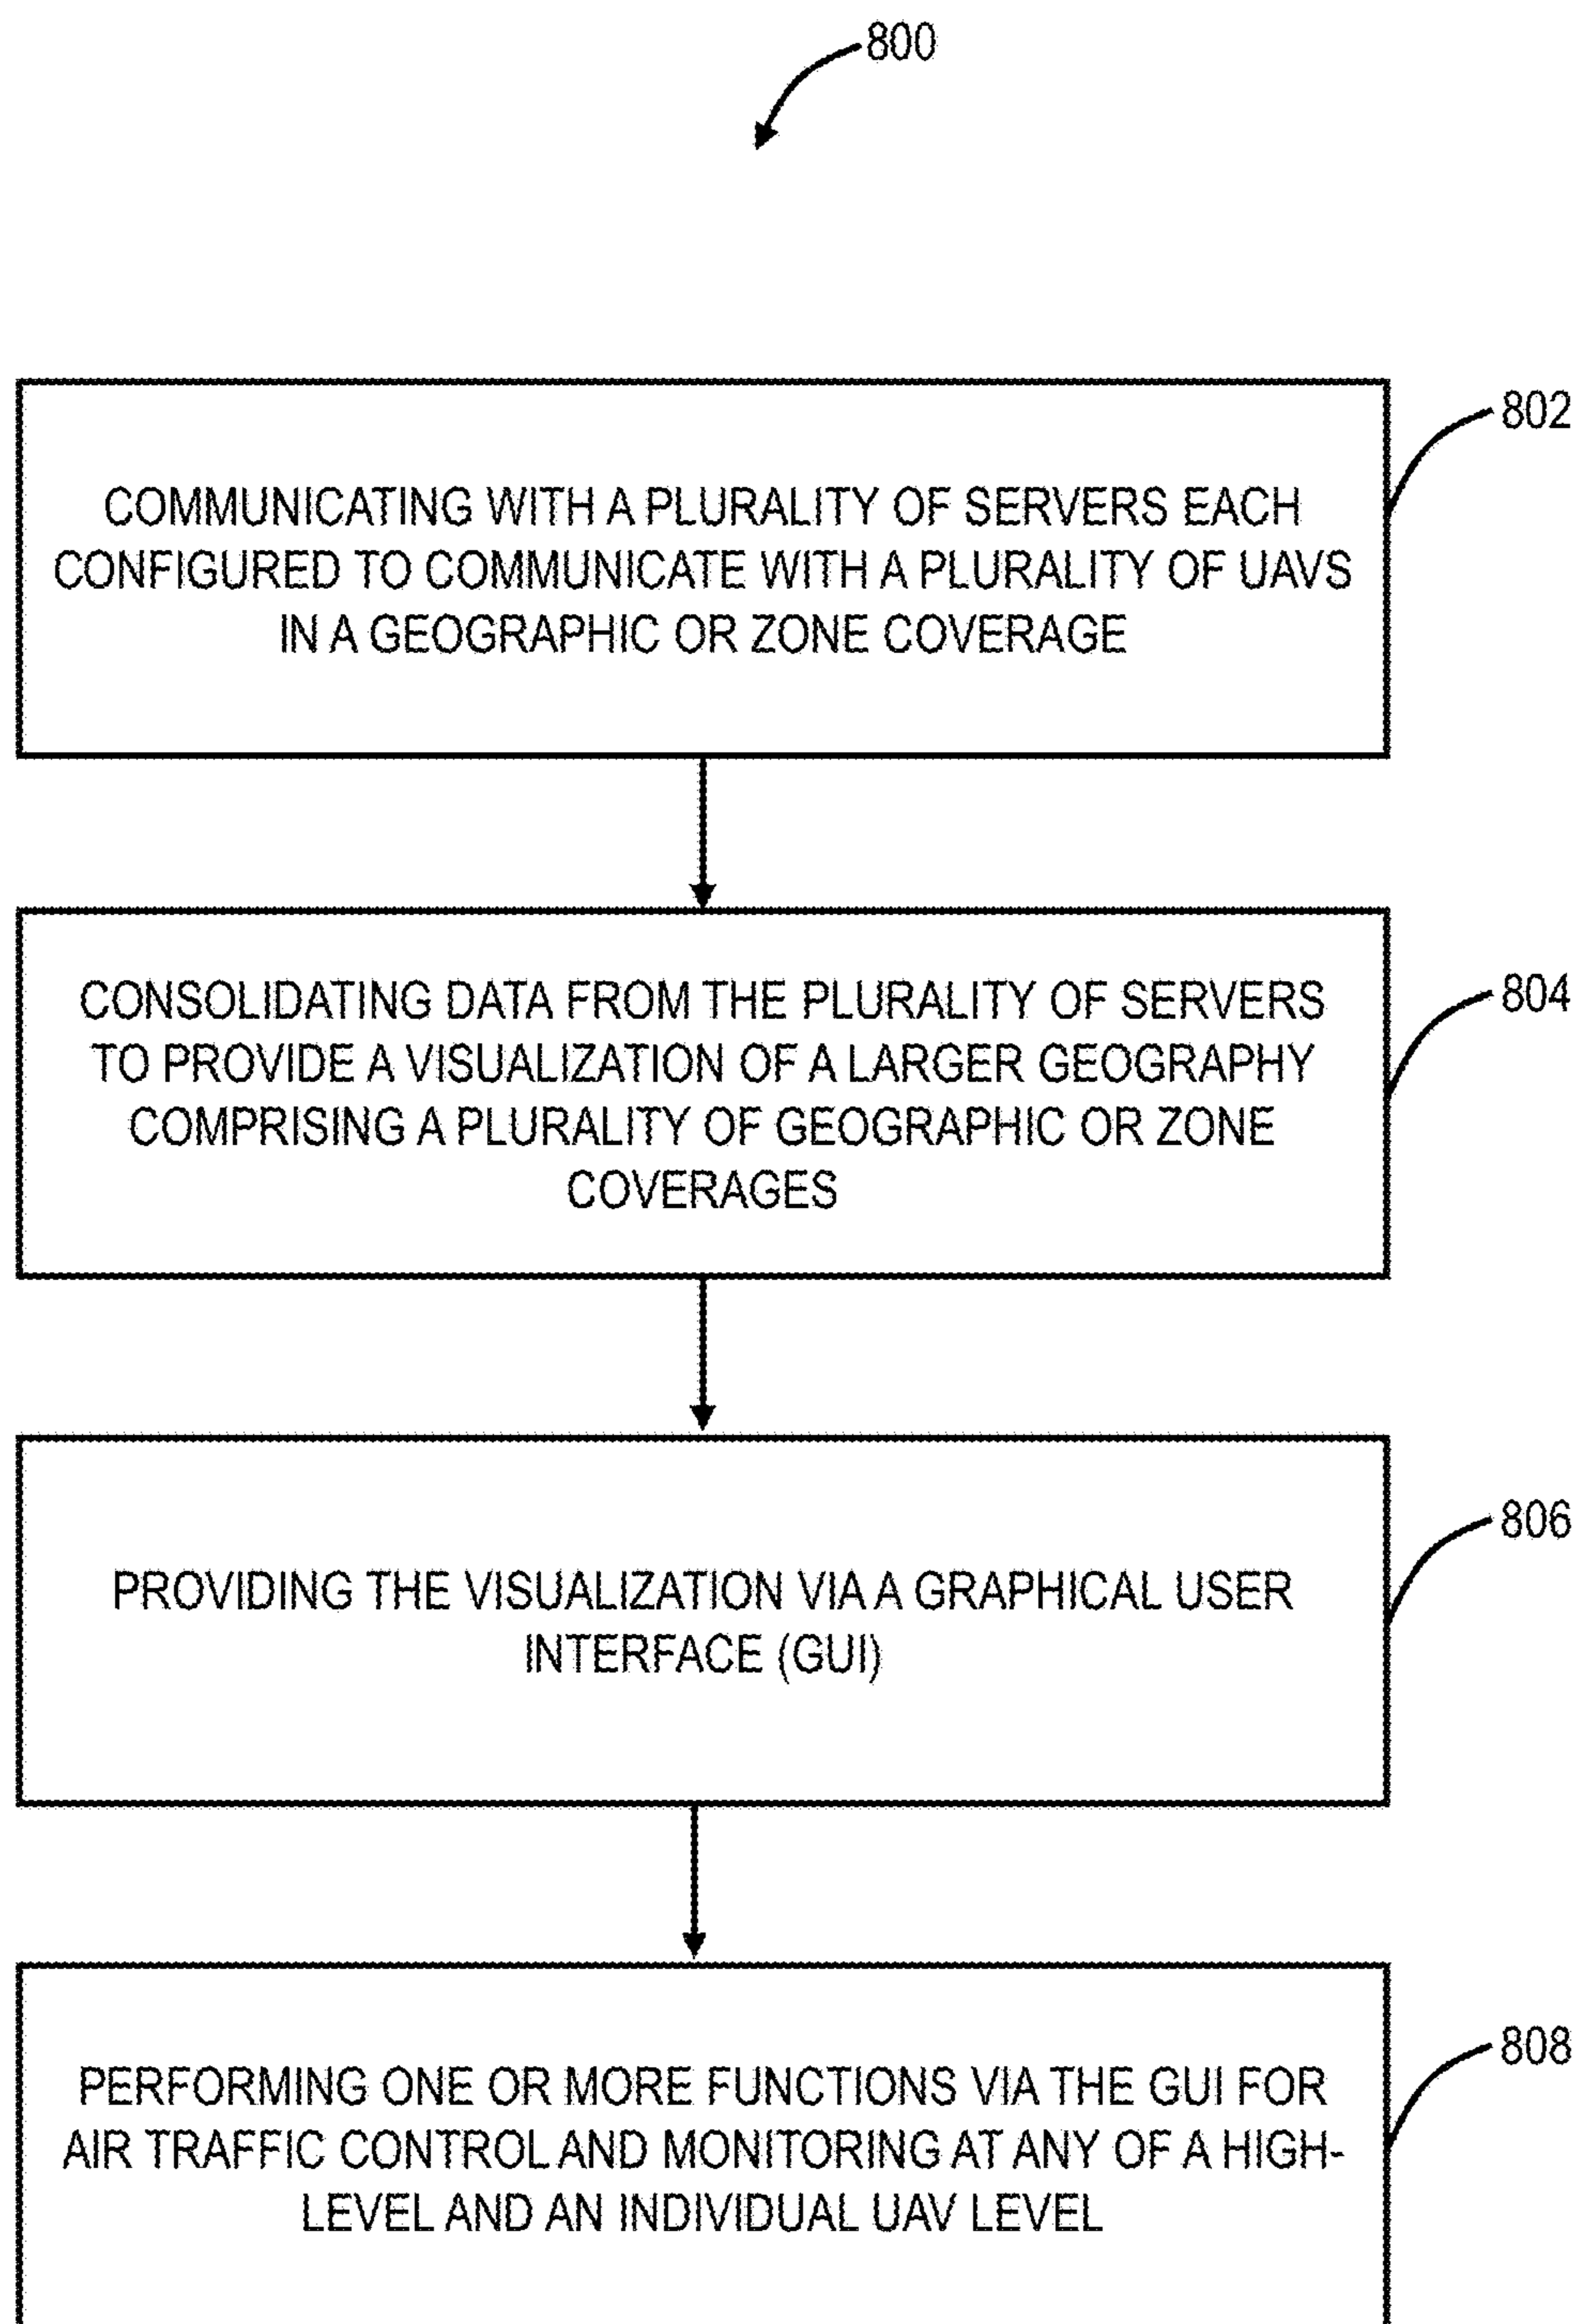 800
802
COMMUNICATING WITH A PLURALITY OF SERVERS EACH
CONFIGURED TO COMMUNICATE WITH A PLURALITY OF UAVS
IN A GEOGRAPHIC OR ZONE COVERAGE
804
CONSOLIDATING DATA FROM THE PLURALITY OF SERVERS
TO PROVIDE A VISUALIZATION OF A LARGER GEOGRAPHY
COMPRISING A PLURALITY OF GEOGRAPHIC OR ZONE
COVERAGES
806
PROVIDING THE VISUALIZATION VIA A GRAPHICAL USER
INTERFACE (GUI)
808
PERFORMING ONE OR MORE FUNCTIONS VIA THE GUI FOR
AIR TRAFFIC CONTROL AND MONITORING AT ANY OF A HIGH-
LEVEL AND AN INDIVIDUAL UAV LEVEL